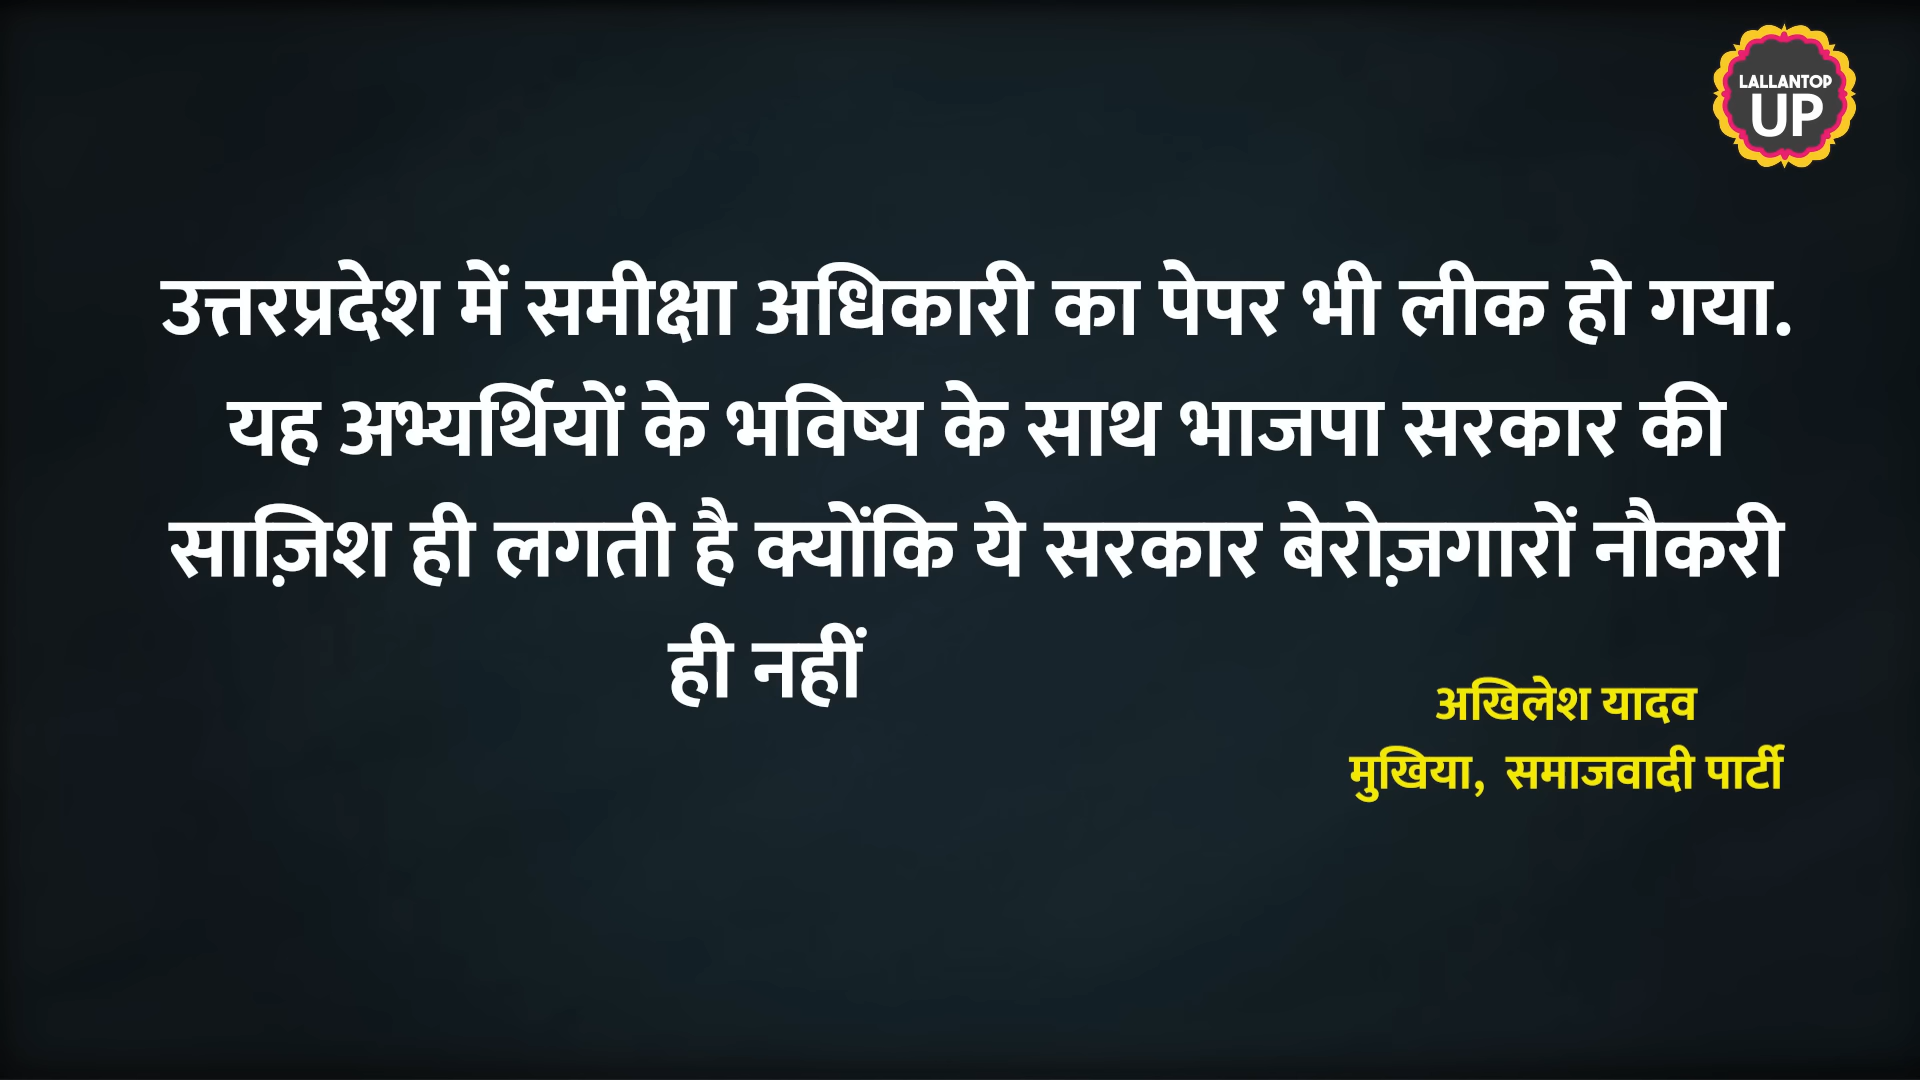 LALLANTOP
UP
उत्तरप्रदेश में समीक्षा अधिकारी का पेपर भी लीक हो गया.
यह अभ्यर्थियों के भविष्य के साथ भाजपा सरकार की
साज़िश ही लगती है क्योंकि ये सरकार बेरोज़गारों नौकरी
ही नहीं
अखिलेश यादव
मुखिया, समाजवादी पार्टी